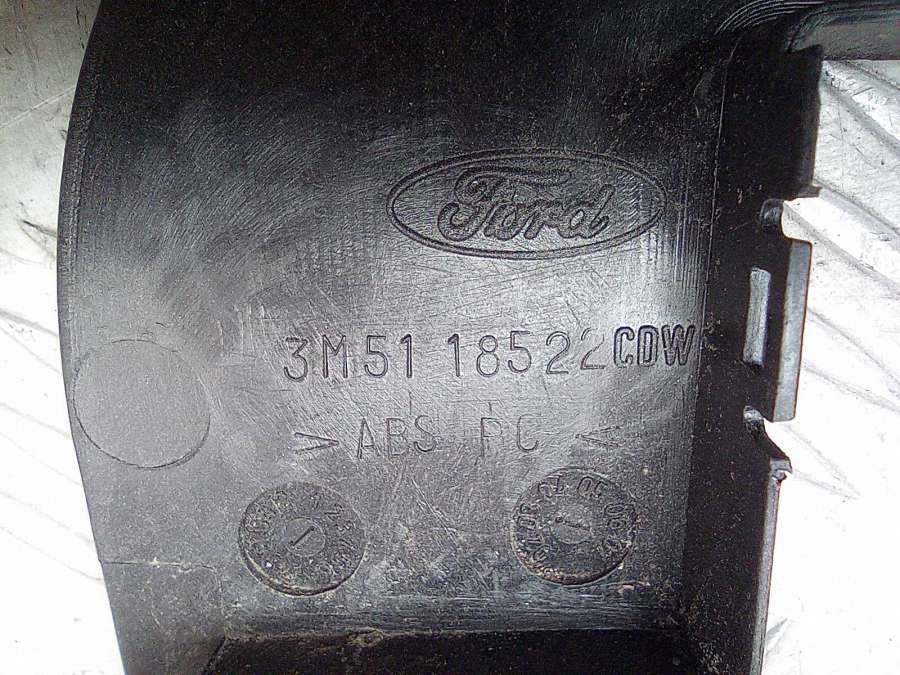 Ford
3M51 18522CDW
> ABS PC <